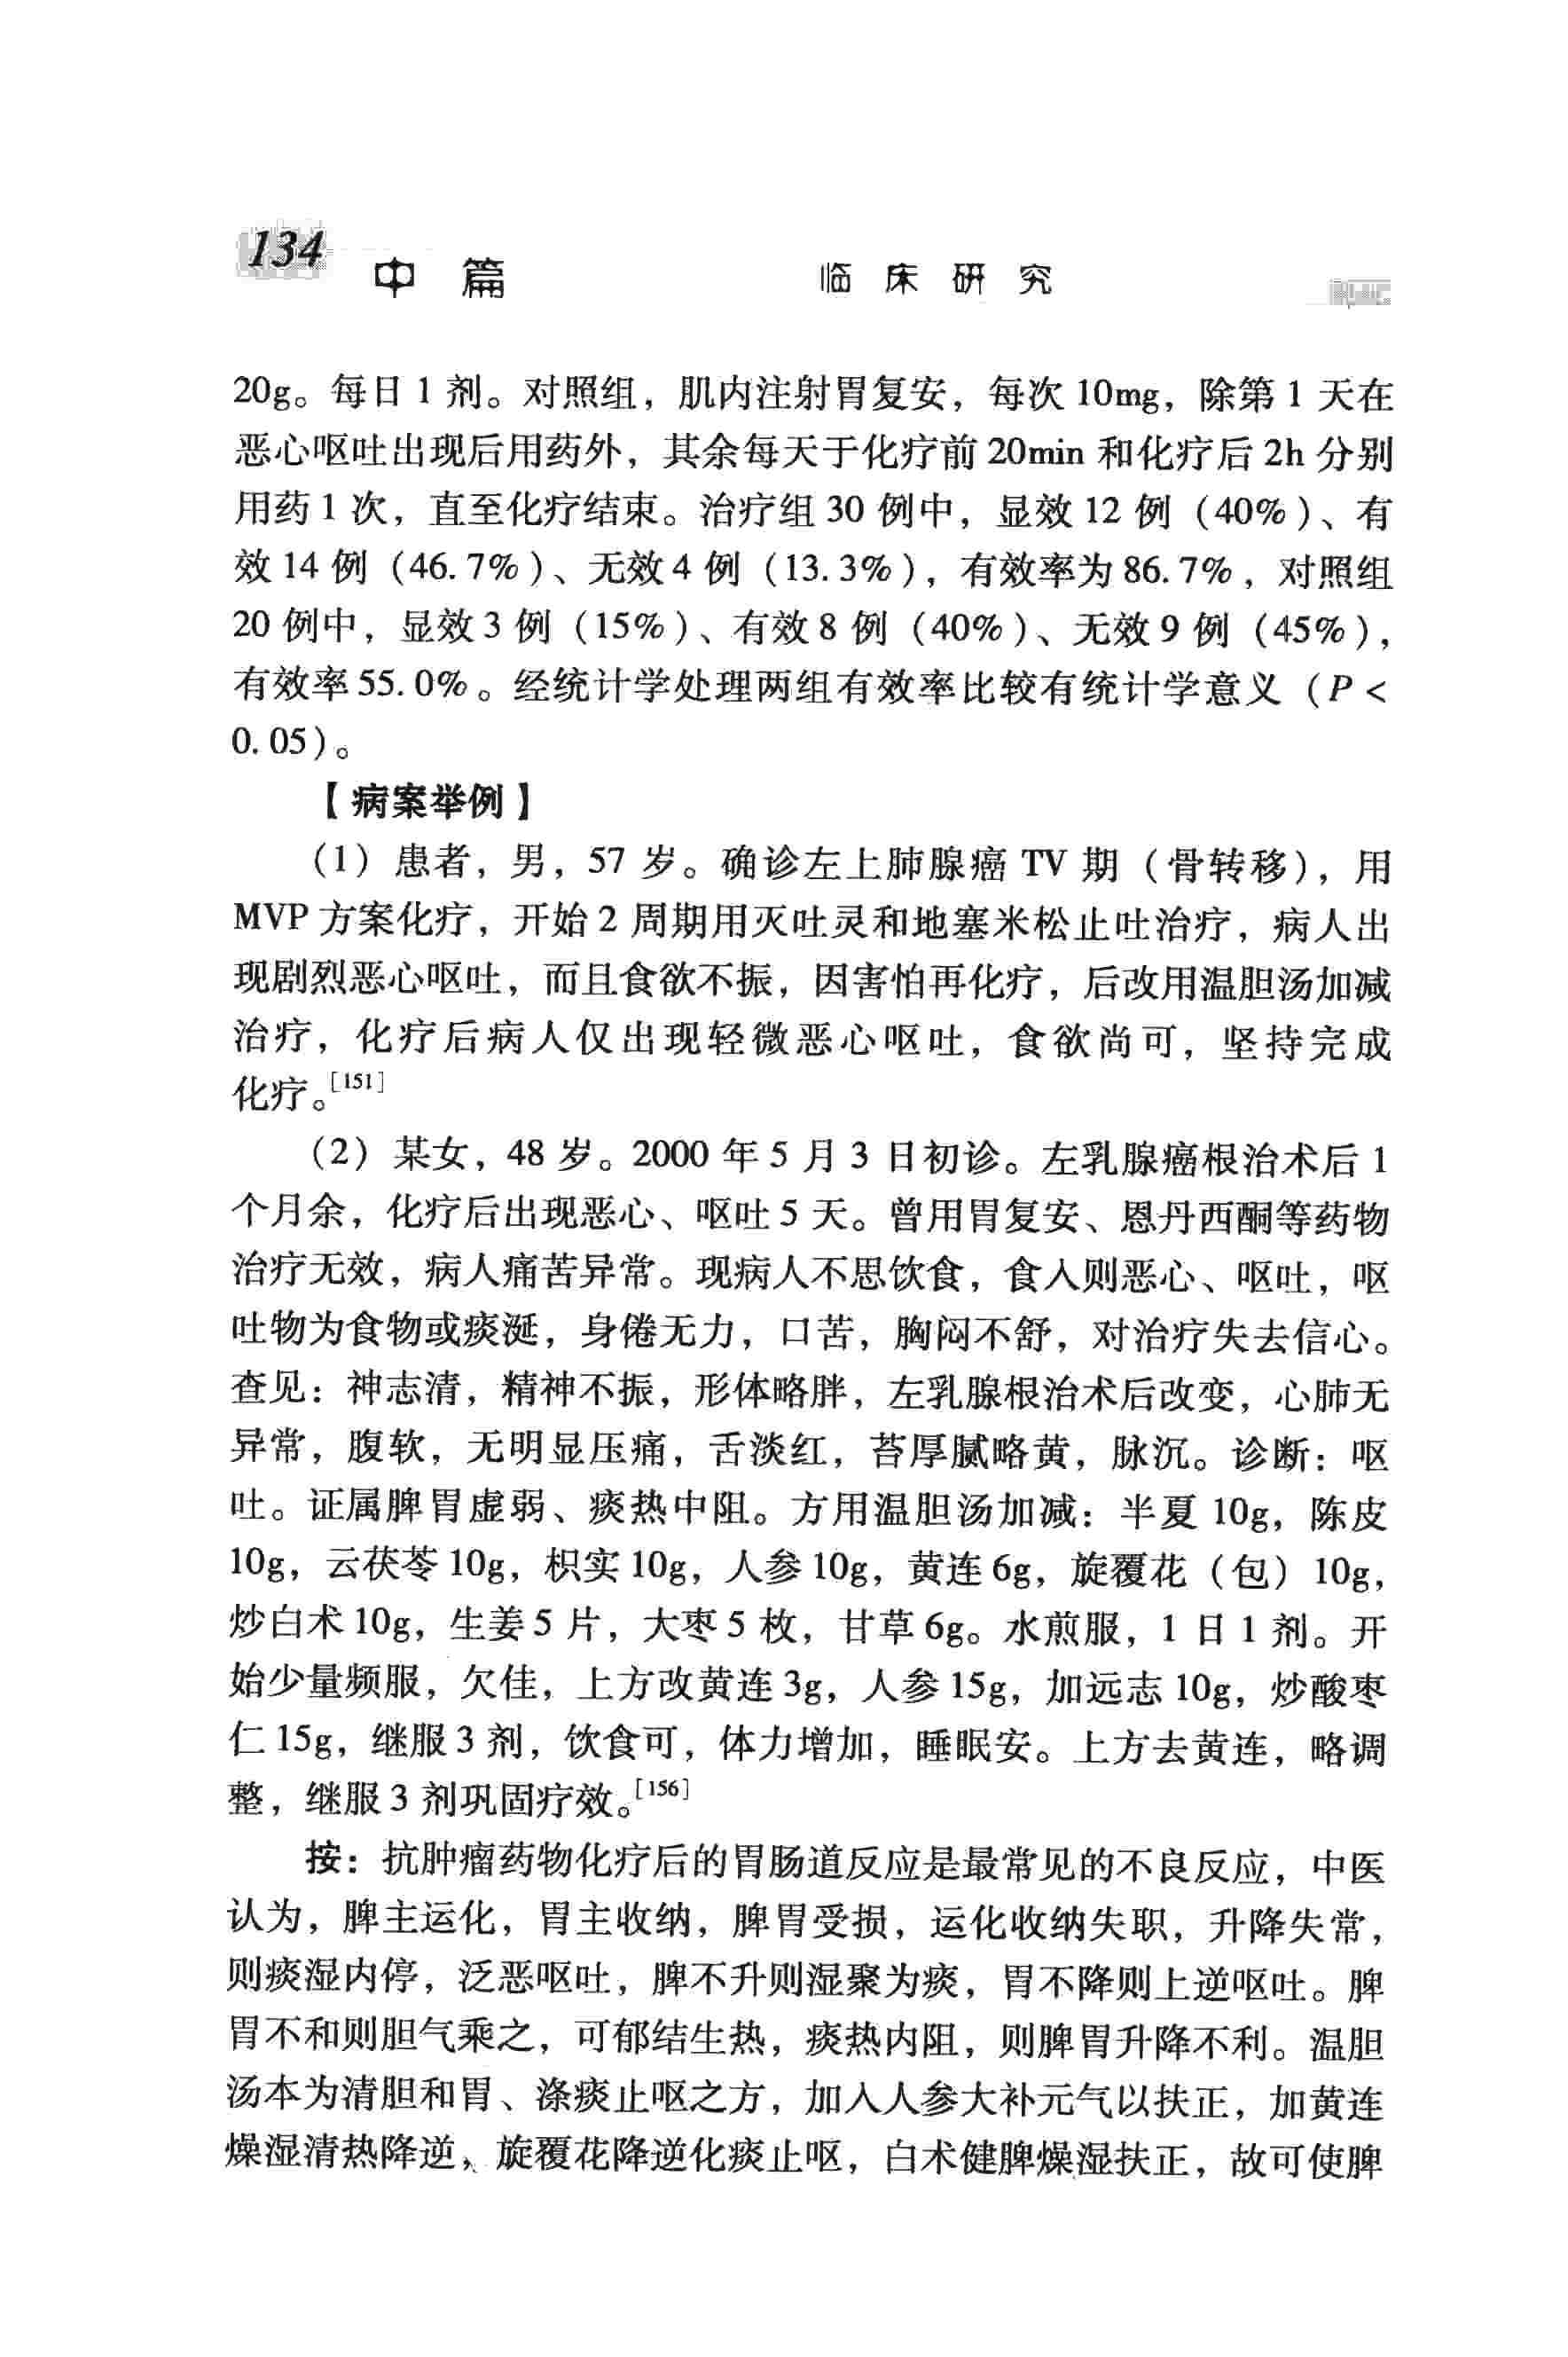 134
中 篇 临 床 研 究
20g。每日 1 剂。对照组，肌内注射胃复安，每次 10mg，除第 1 天在
恶心呕吐出现后用药外，其余每天于化疗前 20min 和化疗后 2h 分别
用药 1 次，直至化疗结束。治疗组 30 例中，显效 12 例（40%）、有
效 14 例（46. 7%）、无效 4 例（13. 3%），有效率为 86. 7%，对照组
20 例中，显效 3 例（15%）、有效 8 例（40%）、无效 9 例（45%），
有效率 55. 0%。经统计学处理两组有效率比较有统计学意义（P <
0. 05）。
【病案举例】
（1）患者，男，57 岁。确诊左上肺腺癌 TV 期（骨转移），用
MVP 方案化疗，开始 2 周期用灭吐灵和地塞米松止吐治疗，病人出
现剧烈恶心呕吐，而且食欲不振，因害怕再化疗，后改用温胆汤加减
治疗，化疗后病人仅出现轻微恶心呕吐，食欲尚可，坚持完成
化疗。[151]
（2）某女，48 岁。2000 年 5 月 3 日初诊。左乳腺癌根治术后 1
个月余，化疗后出现恶心、呕吐 5 天。曾用胃复安、恩丹西酮等药物
治疗无效，病人痛苦异常。现病人不思饮食，食入则恶心、呕吐，呕
吐物为食物或痰涎，身倦无力，口苦，胸闷不舒，对治疗失去信心。
查见：神志清，精神不振，形体略胖，左乳腺根治术后改变，心肺无
异常，腹软，无明显压痛，舌淡红，苔厚腻略黄，脉沉。诊断：呕
吐。证属脾胃虚弱、痰热中阻。方用温胆汤加减：半夏 10g，陈皮
10g，云茯苓 10g，枳实 10g，人参 10g，黄连 6g，旋覆花（包）10g，
炒白术 10g，生姜 5 片，大枣 5 枚，甘草 6g。水煎服，1 日 1 剂。开
始少量频服，欠佳，上方改黄连 3g，人参 15g，加远志 10g，炒酸枣
仁 15g，继服 3 剂，饮食可，体力增加，睡眠安。上方去黄连，略调
整，继服 3 剂巩固疗效。[156]
按：抗肿瘤药物化疗后的胃肠道反应是最常见的不良反应，中医
认为，脾主运化，胃主收纳，脾胃受损，运化收纳失职，升降失常，
则痰湿内停，泛恶呕吐，脾不升则湿聚为痰，胃不降则上逆呕吐。脾
胃不和则胆气乘之，可郁结生热，痰热内阻，则脾胃升降不利。温胆
汤本为清胆和胃、涤痰止呕之方，加入人参大补元气以扶正，加黄连
燥湿清热降逆、旋覆花降逆化痰止呕，白术健脾燥湿扶正，故可使脾